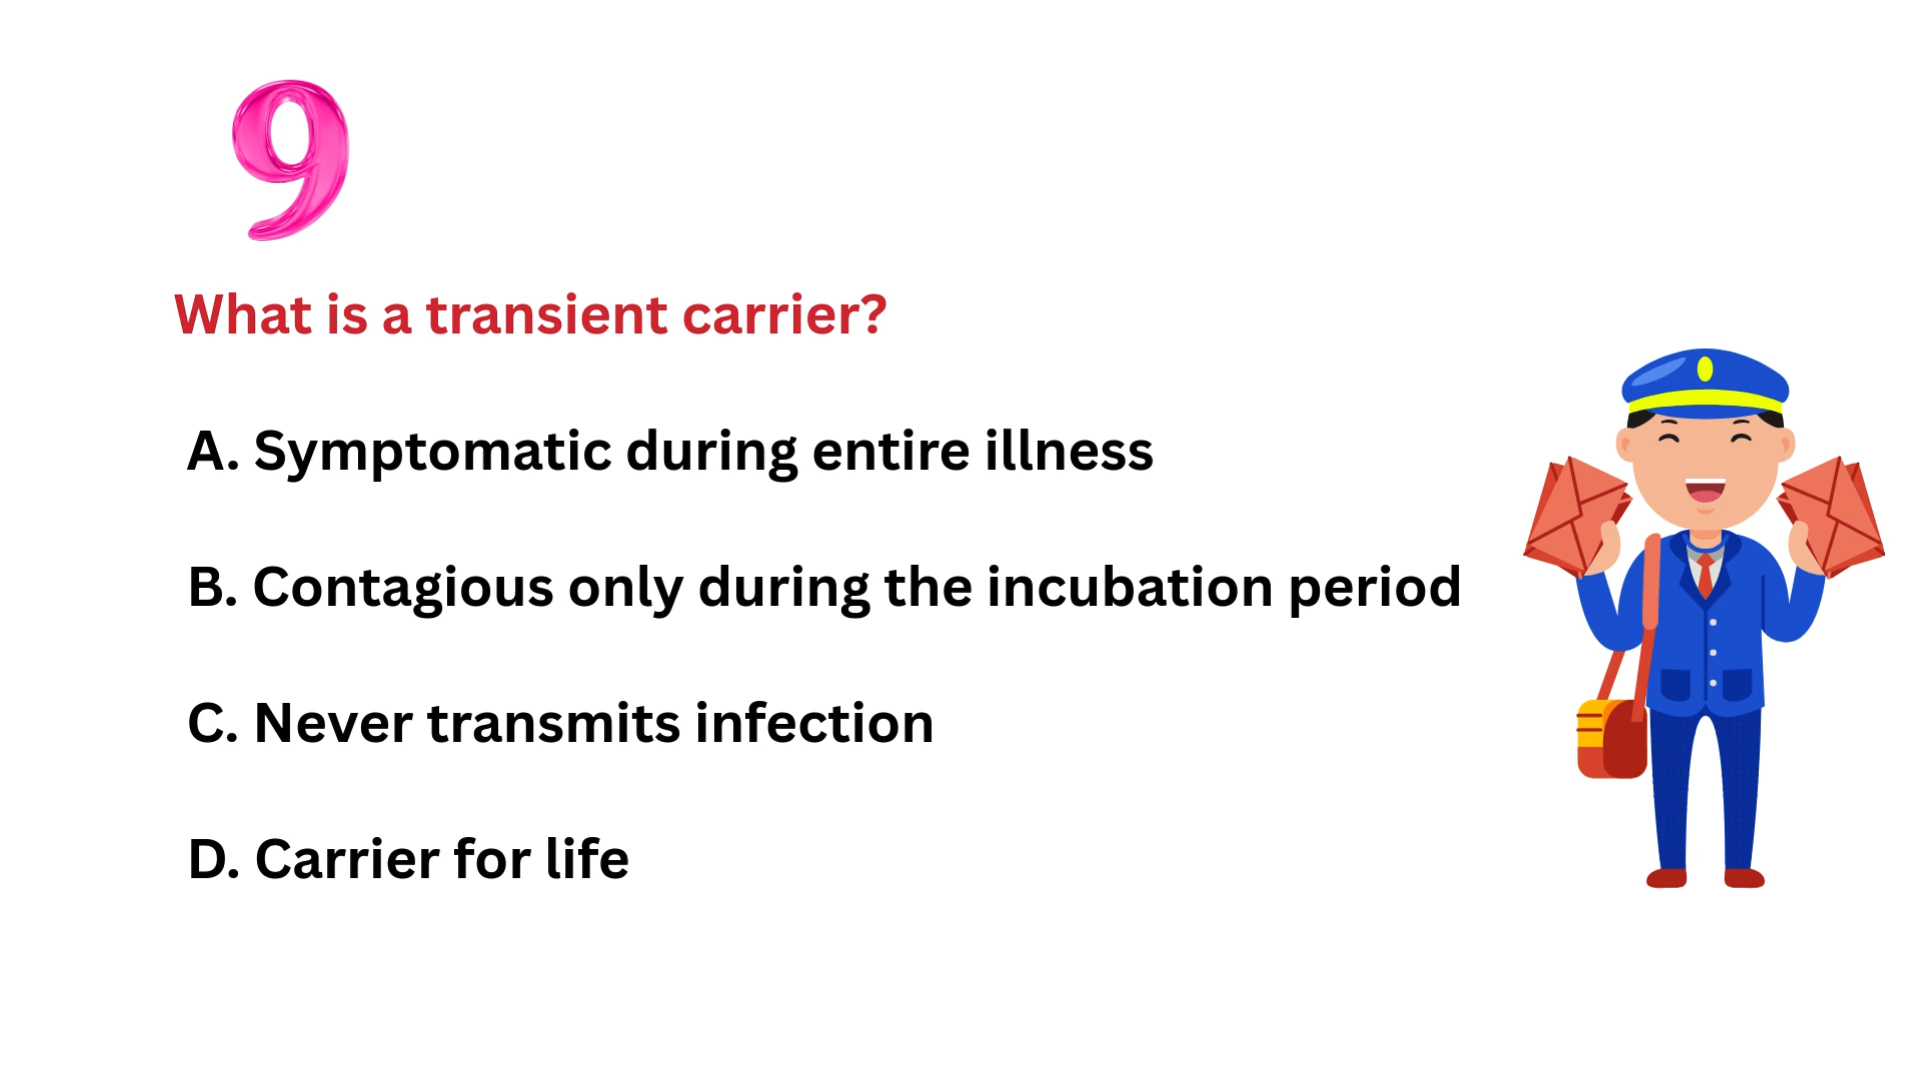 9
What is a transient carrier?
A. Symptomatic during entire illness
B. Contagious only during the incubation period
C. Never transmits infection
D. Carrier for life